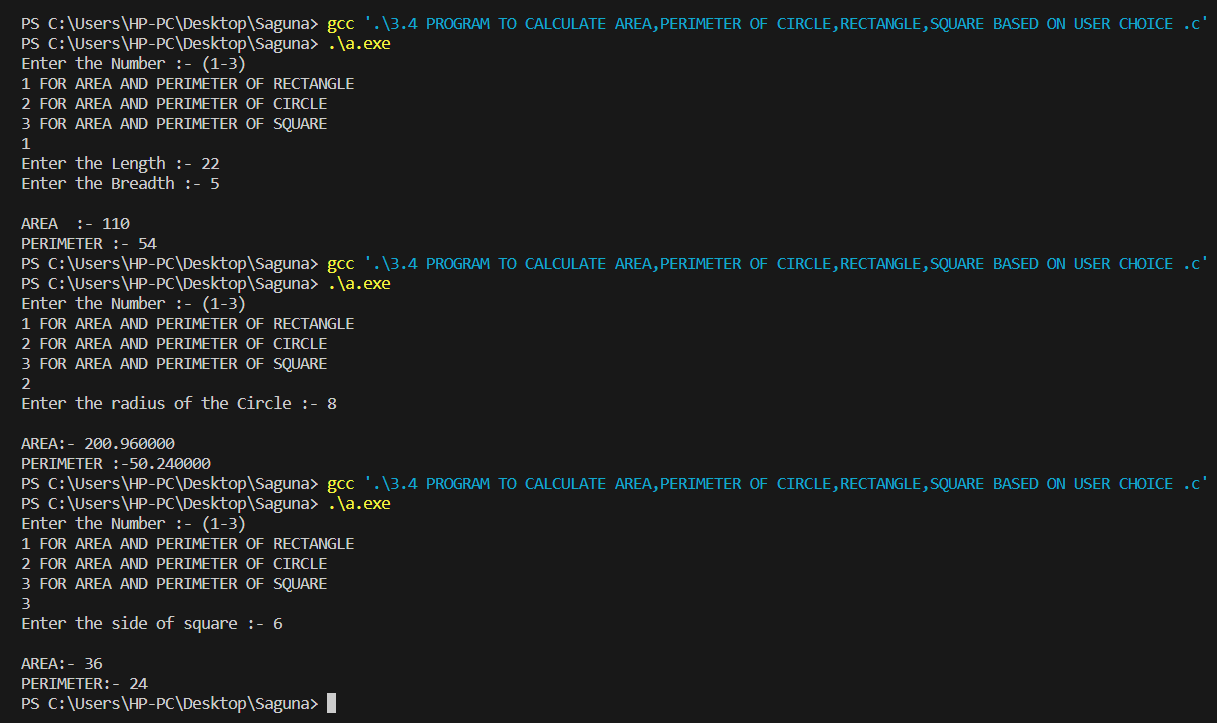 PS C:\Users\HP-PC\Desktop\Saguna> gcc '.\3.4 PROGRAM TO CALCULATE AREA,PERIMETER OF CIRCLE,RECTANGLE,SQUARE BASED ON USER CHOICE .c'
PS C:\Users\HP-PC\Desktop\Saguna> .\a.exe
Enter the Number :- (1-3)
1 FOR AREA AND PERIMETER OF RECTANGLE
2 FOR AREA AND PERIMETER OF CIRCLE
3 FOR AREA AND PERIMETER OF SQUARE
1
Enter the Length :- 22
Enter the Breadth :- 5

AREA  :- 110
PERIMETER :- 54
PS C:\Users\HP-PC\Desktop\Saguna> gcc '.\3.4 PROGRAM TO CALCULATE AREA,PERIMETER OF CIRCLE,RECTANGLE,SQUARE BASED ON USER CHOICE .c'
PS C:\Users\HP-PC\Desktop\Saguna> .\a.exe
Enter the Number :- (1-3)
1 FOR AREA AND PERIMETER OF RECTANGLE
2 FOR AREA AND PERIMETER OF CIRCLE
3 FOR AREA AND PERIMETER OF SQUARE
2
Enter the radius of the Circle :- 8

AREA:- 200.960000
PERIMETER :-50.240000
PS C:\Users\HP-PC\Desktop\Saguna> gcc '.\3.4 PROGRAM TO CALCULATE AREA,PERIMETER OF CIRCLE,RECTANGLE,SQUARE BASED ON USER CHOICE .c'
PS C:\Users\HP-PC\Desktop\Saguna> .\a.exe
Enter the Number :- (1-3)
1 FOR AREA AND PERIMETER OF RECTANGLE
2 FOR AREA AND PERIMETER OF CIRCLE
3 FOR AREA AND PERIMETER OF SQUARE
3
Enter the side of square :- 6

AREA:- 36
PERIMETER:- 24
PS C:\Users\HP-PC\Desktop\Saguna>